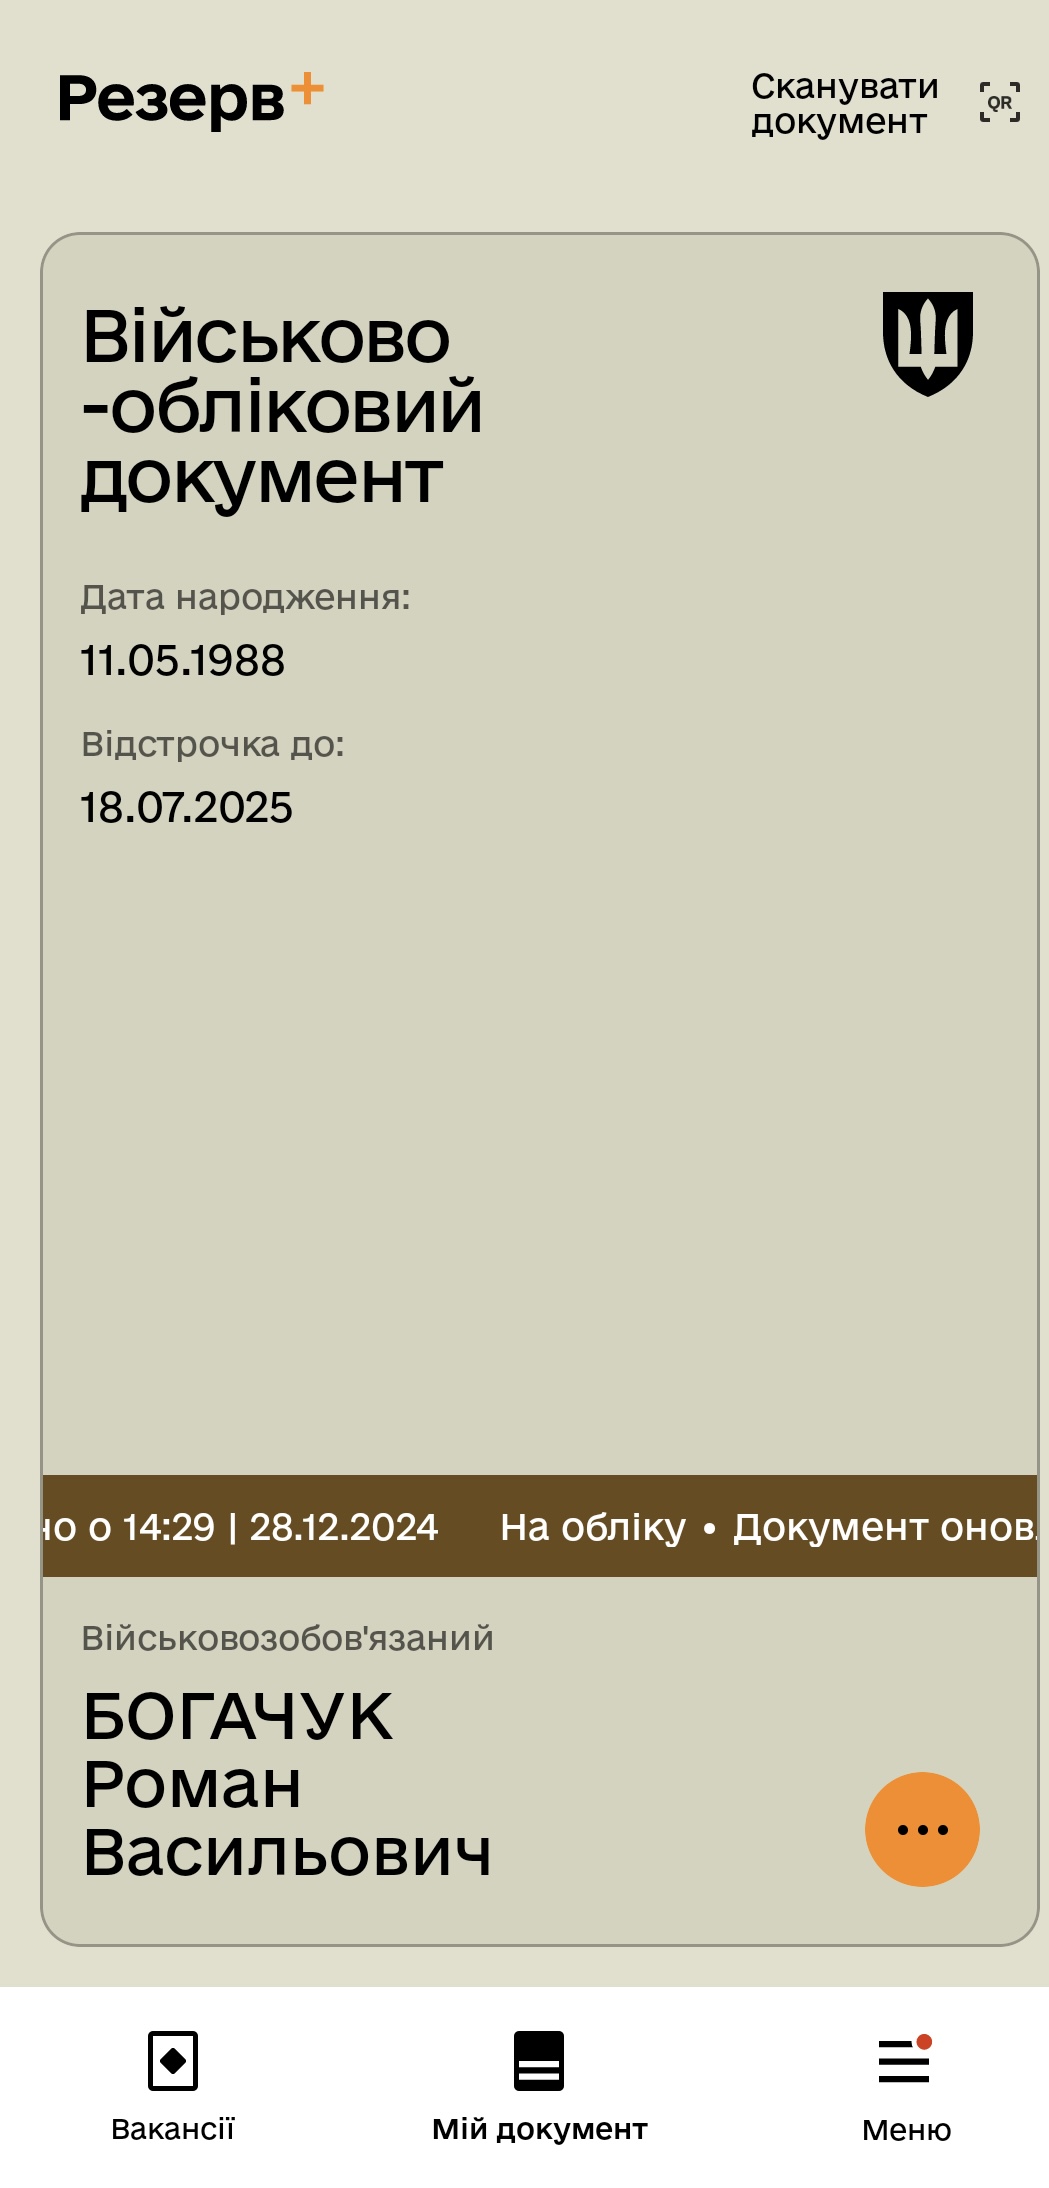 Резерв+
Сканувати
документ
QR
Військово
-обліковий
документ
Дата народження:
11.05.1988
Відстрочка до:
18.07.2025
но о 14:29 | 28.12.2024 На обліку • Документ онов
Військовозобов'язаний
БОГАЧУК
Роман
Васильович
Вакансії
Мій документ
Меню